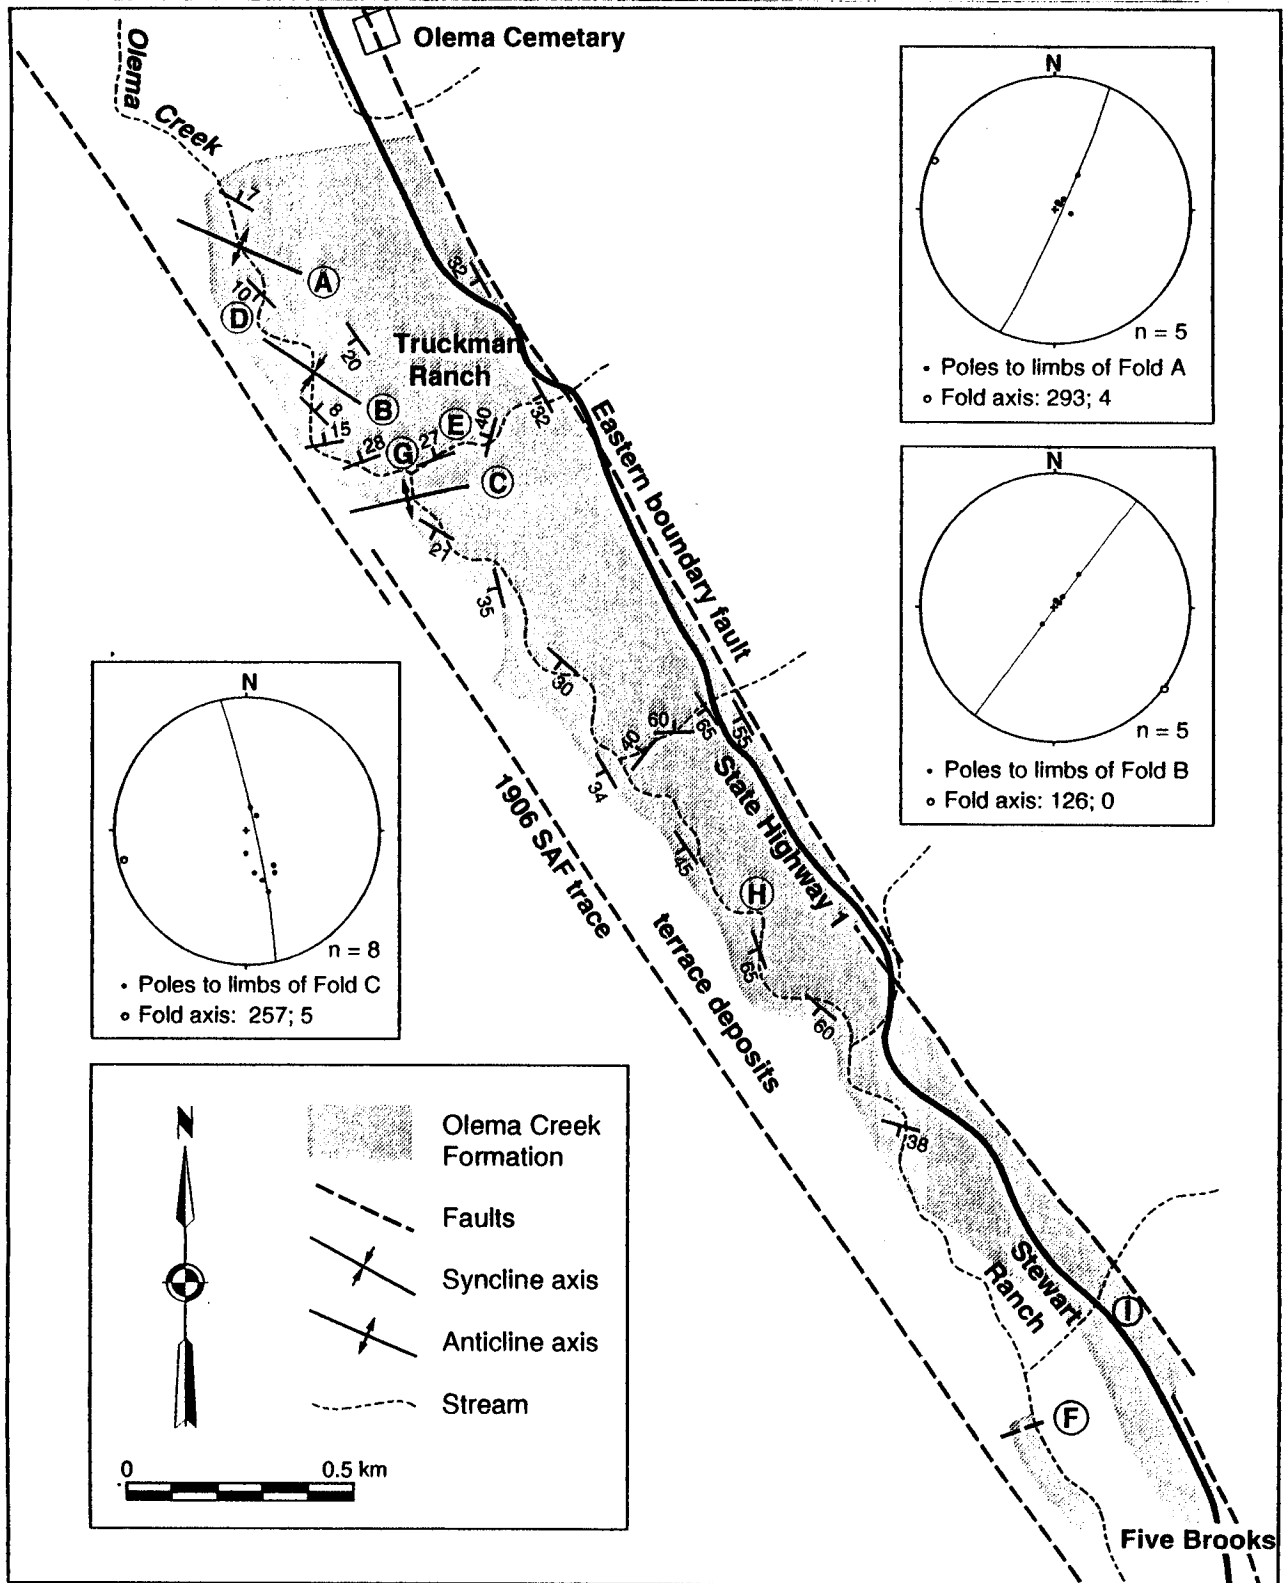 Olema Cemetary
Olema
Creek
7
A
10
D
32
20
Truckman
Ranch
B
8
15
28
G
27
E
40
32
C
21
35
30
Eastern boundary fault
60
40
65
55
34
State Highway 1
1906 SAF trace
45
H
65
terrace deposits
60
38
Stewart
Ranch
I
F
Five Brooks
N
n = 5
• Poles to limbs of Fold A
o Fold axis: 293; 4
N
n = 5
• Poles to limbs of Fold B
o Fold axis: 126; 0
N
n = 8
• Poles to limbs of Fold C
o Fold axis: 257; 5
N
Olema Creek
Formation
Faults
Syncline axis
Anticline axis
Stream
0 0.5 km